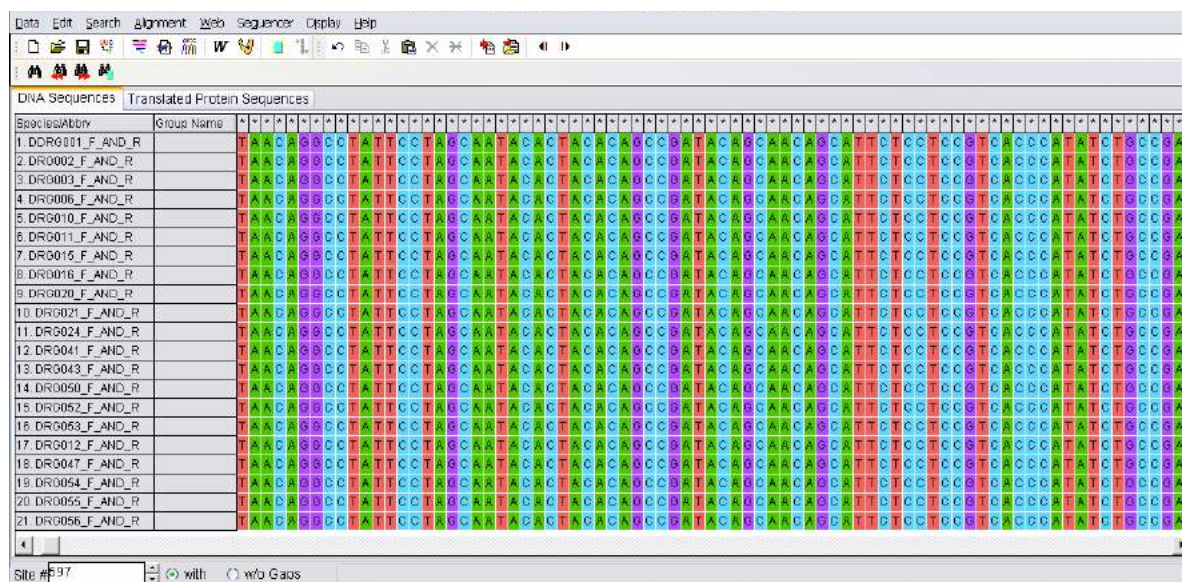 Data Edit Search Alignment Web Sequencer Display Help
W
DNA Sequences Translated Protein Sequences
Species/Abbrv Group Name * * * * * * * * * * * * * * * * * * * * * * * * * * * * * * * * * * * * * * * * * * * * * * * * * * * * * * * * * * * * * * * * * * * * * * * * * * * * *
1. DDRG001_F_AND_R T A A C A G G C C T A T T C C T A G C A A T A C A C T A C A C A G C C G A T A C A G C A A C A G C A T T C T C C T C C G T C A C C C A T A T C T G C C G A
2. DRG002_F_AND_R T A A C A G G C C T A T T C C T A G C A A T A C A C T A C A C A G C C G A T A C A G C A A C A G C A T T C T C C T C C G T C A C C C A T A T C T G C C G A
3. DRG003_F_AND_R T A A C A G G C C T A T T C C T A G C A A T A C A C T A C A C A G C C G A T A C A G C A A C A G C A T T C T C C T C C G T C A C C C A T A T C T G C C G A
4. DRG006_F_AND_R T A A C A G G C C T A T T C C T A G C A A T A C A C T A C A C A G C C G A T A C A G C A A C A G C A T T C T C C T C C G T C A C C C A T A T C T G C C G A
5. DRG010_F_AND_R T A A C A G G C C T A T T C C T A G C A A T A C A C T A C A C A G C C G A T A C A G C A A C A G C A T T C T C C T C C G T C A C C C A T A T C T G C C G A
6. DRG011_F_AND_R T A A C A G G C C T A T T C C T A G C A A T A C A C T A C A C A G C C G A T A C A G C A A C A G C A T T C T C C T C C G T C A C C C A T A T C T G C C G A
7. DRG015_F_AND_R T A A C A G G C C T A T T C C T A G C A A T A C A C T A C A C A G C C G A T A C A G C A A C A G C A T T C T C C T C C G T C A C C C A T A T C T G C C G A
8. DRG016_F_AND_R T A A C A G G C C T A T T C C T A G C A A T A C A C T A C A C A G C C G A T A C A G C A A C A G C A T T C T C C T C C G T C A C C C A T A T C T G C C G A
9. DRG020_F_AND_R T A A C A G G C C T A T T C C T A G C A A T A C A C T A C A C A G C C G A T A C A G C A A C A G C A T T C T C C T C C G T C A C C C A T A T C T G C C G A
10. DRG021_F_AND_R T A A C A G G C C T A T T C C T A G C A A T A C A C T A C A C A G C C G A T A C A G C A A C A G C A T T C T C C T C C G T C A C C C A T A T C T G C C G A
11. DRG024_F_AND_R T A A C A G G C C T A T T C C T A G C A A T A C A C T A C A C A G C C G A T A C A G C A A C A G C A T T C T C C T C C G T C A C C C A T A T C T G C C G A
12. DRG041_F_AND_R T A A C A G G C C T A T T C C T A G C A A T A C A C T A C A C A G C C G A T A C A G C A A C A G C A T T C T C C T C C G T C A C C C A T A T C T G C C G A
13. DRG043_F_AND_R T A A C A G G C C T A T T C C T A G C A A T A C A C T A C A C A G C C G A T A C A G C A A C A G C A T T C T C C T C C G T C A C C C A T A T C T G C C G A
14. DRG050_F_AND_R T A A C A G G C C T A T T C C T A G C A A T A C A C T A C A C A G C C G A T A C A G C A A C A G C A T T C T C C T C C G T C A C C C A T A T C T G C C G A
15. DRG052_F_AND_R T A A C A G G C C T A T T C C T A G C A A T A C A C T A C A C A G C C G A T A C A G C A A C A G C A T T C T C C T C C G T C A C C C A T A T C T G C C G A
16. DRG053_F_AND_R T A A C A G G C C T A T T C C T A G C A A T A C A C T A C A C A G C C G A T A C A G C A A C A G C A T T C T C C T C C G T C A C C C A T A T C T G C C G A
17. DRG012_F_AND_R T A A C A G G C C T A T T C C T A G C A A T A C A C T A C A C A G C C G A T A C A G C A A C A G C A T T C T C C T C C G T C A C C C A T A T C T G C C G A
18. DRG047_F_AND_R T A A C A G G C C T A T T C C T A G C A A T A C A C T A C A C A G C C G A T A C A G C A A C A G C A T T C T C C T C C G T C A C C C A T A T C T G C C G A
19. DRG054_F_AND_R T A A C A G G C C T A T T C C T A G C A A T A C A C T A C A C A G C C G A T A C A G C A A C A G C A T T C T C C T C C G T C A C C C A T A T C T G C C G A
20. DRG055_F_AND_R T A A C A G G C C T A T T C C T A G C A A T A C A C T A C A C A G C C G A T A C A G C A A C A G C A T T C T C C T C C G T C A C C C A T A T C T G C C G A
21. DRG056_F_AND_R T A A C A G G C C T A T T C C T A G C A A T A C A C T A C A C A G C C G A T A C A G C A A C A G C A T T C T C C T C C G T C A C C C A T A T C T G C C G A
Site # 597 with w/o Gaps